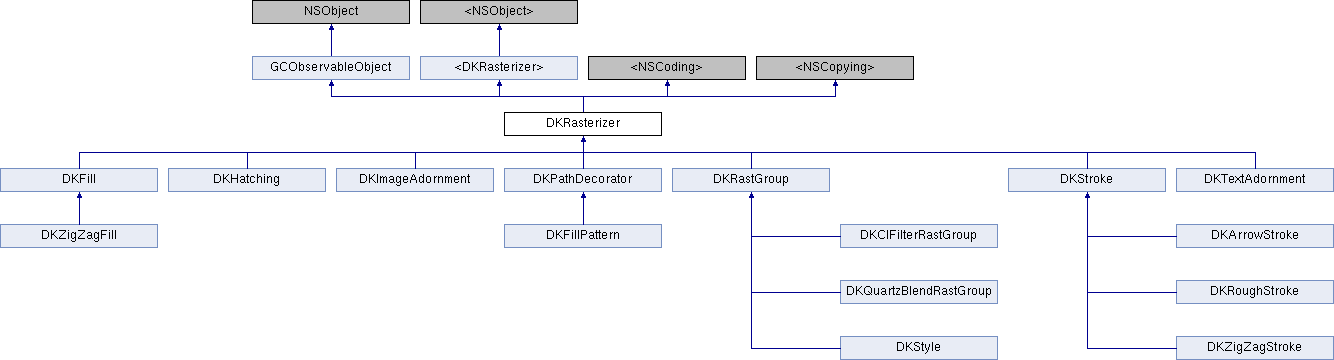 NSObject <NSObject>
GCObservableObject <DKRasterizer> <NSCoding> <NSCopying>
DKRasterizer
DKFill DKHatching DKImageAdornment DKPathDecorator DKRastGroup DKStroke DKTextAdornment
DKZigZagFill DKFillPattern DKCIFilterRastGroup DKArrowStroke
DKQuartzBlendRastGroup DKRoughStroke
DKStyle DKZigZagStroke